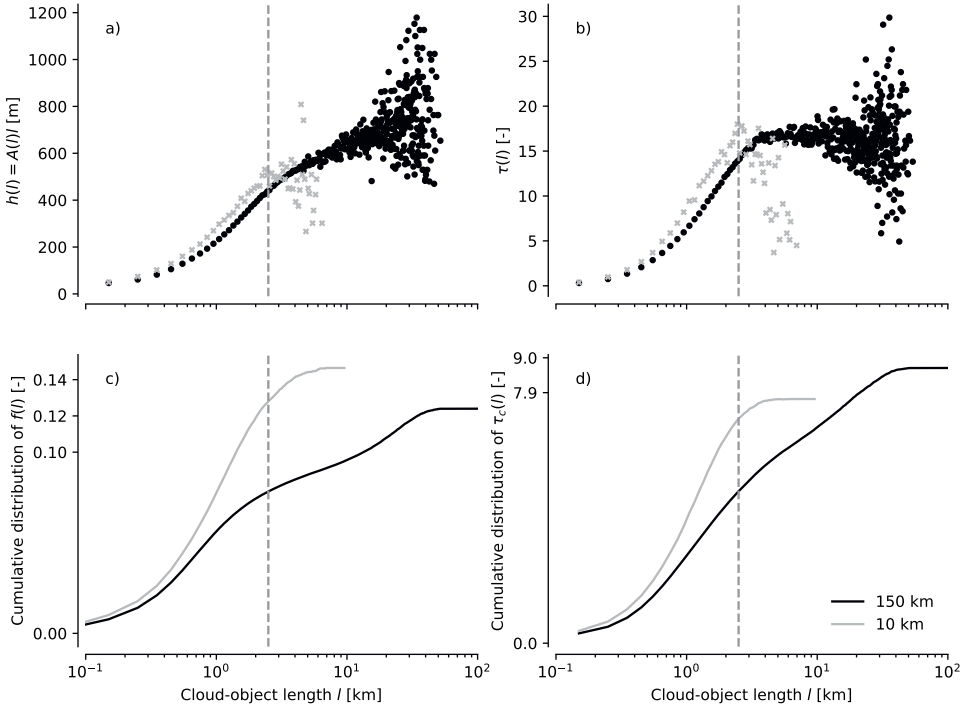 a)
h(l) = A(l)/l [m]
1200
1000
800
600
400
200
0
b)
τ(l) [-]
30
25
20
15
10
5
0
c)
Cumulative distribution of f(l) [-]
0.14
0.12
0.10
0.00
10⁻¹ 10⁰ 10¹ 10²
Cloud-object length l [km]
d)
Cumulative distribution of τc(l) [-]
9.0
7.9
0.0
150 km
10 km
10⁻¹ 10⁰ 10¹ 10²
Cloud-object length l [km]